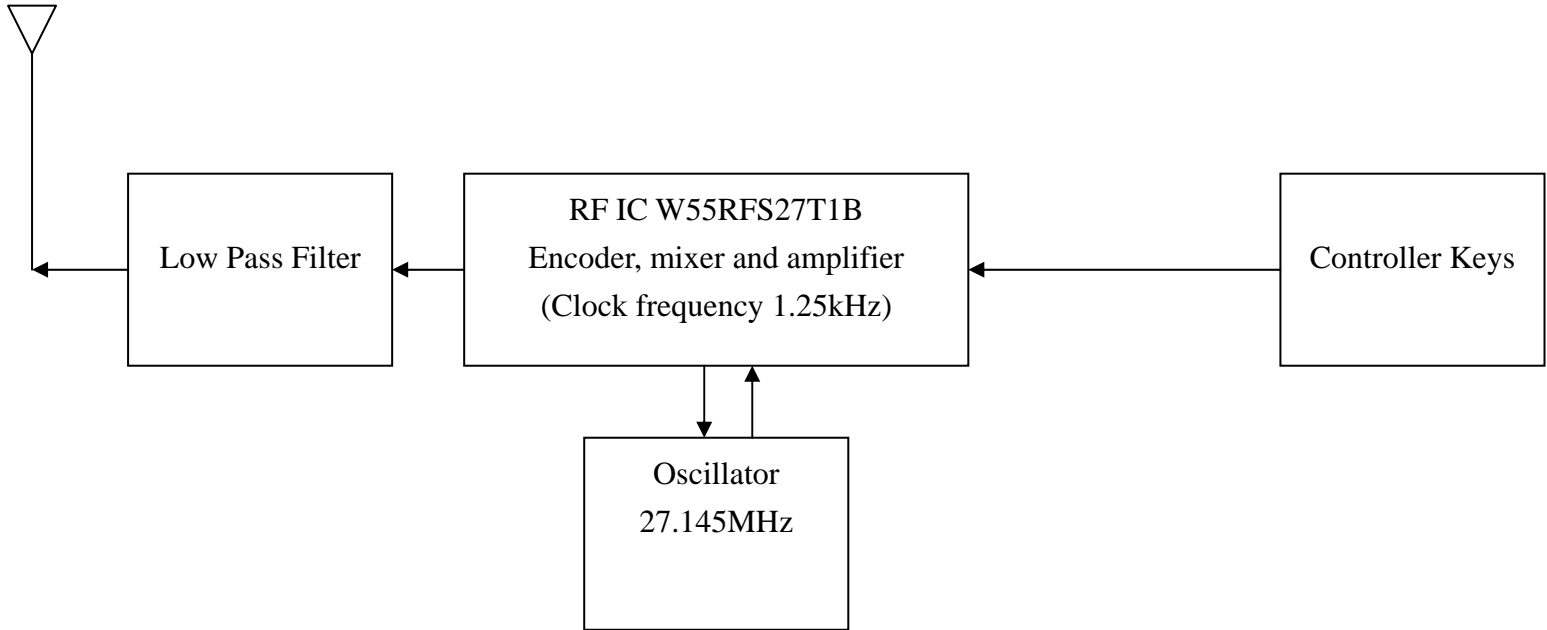 RF IC W55RFS27T1B
Encoder, mixer and amplifier
(Clock frequency 1.25kHz)
Low Pass Filter
Controller Keys
Oscillator
27.145MHz